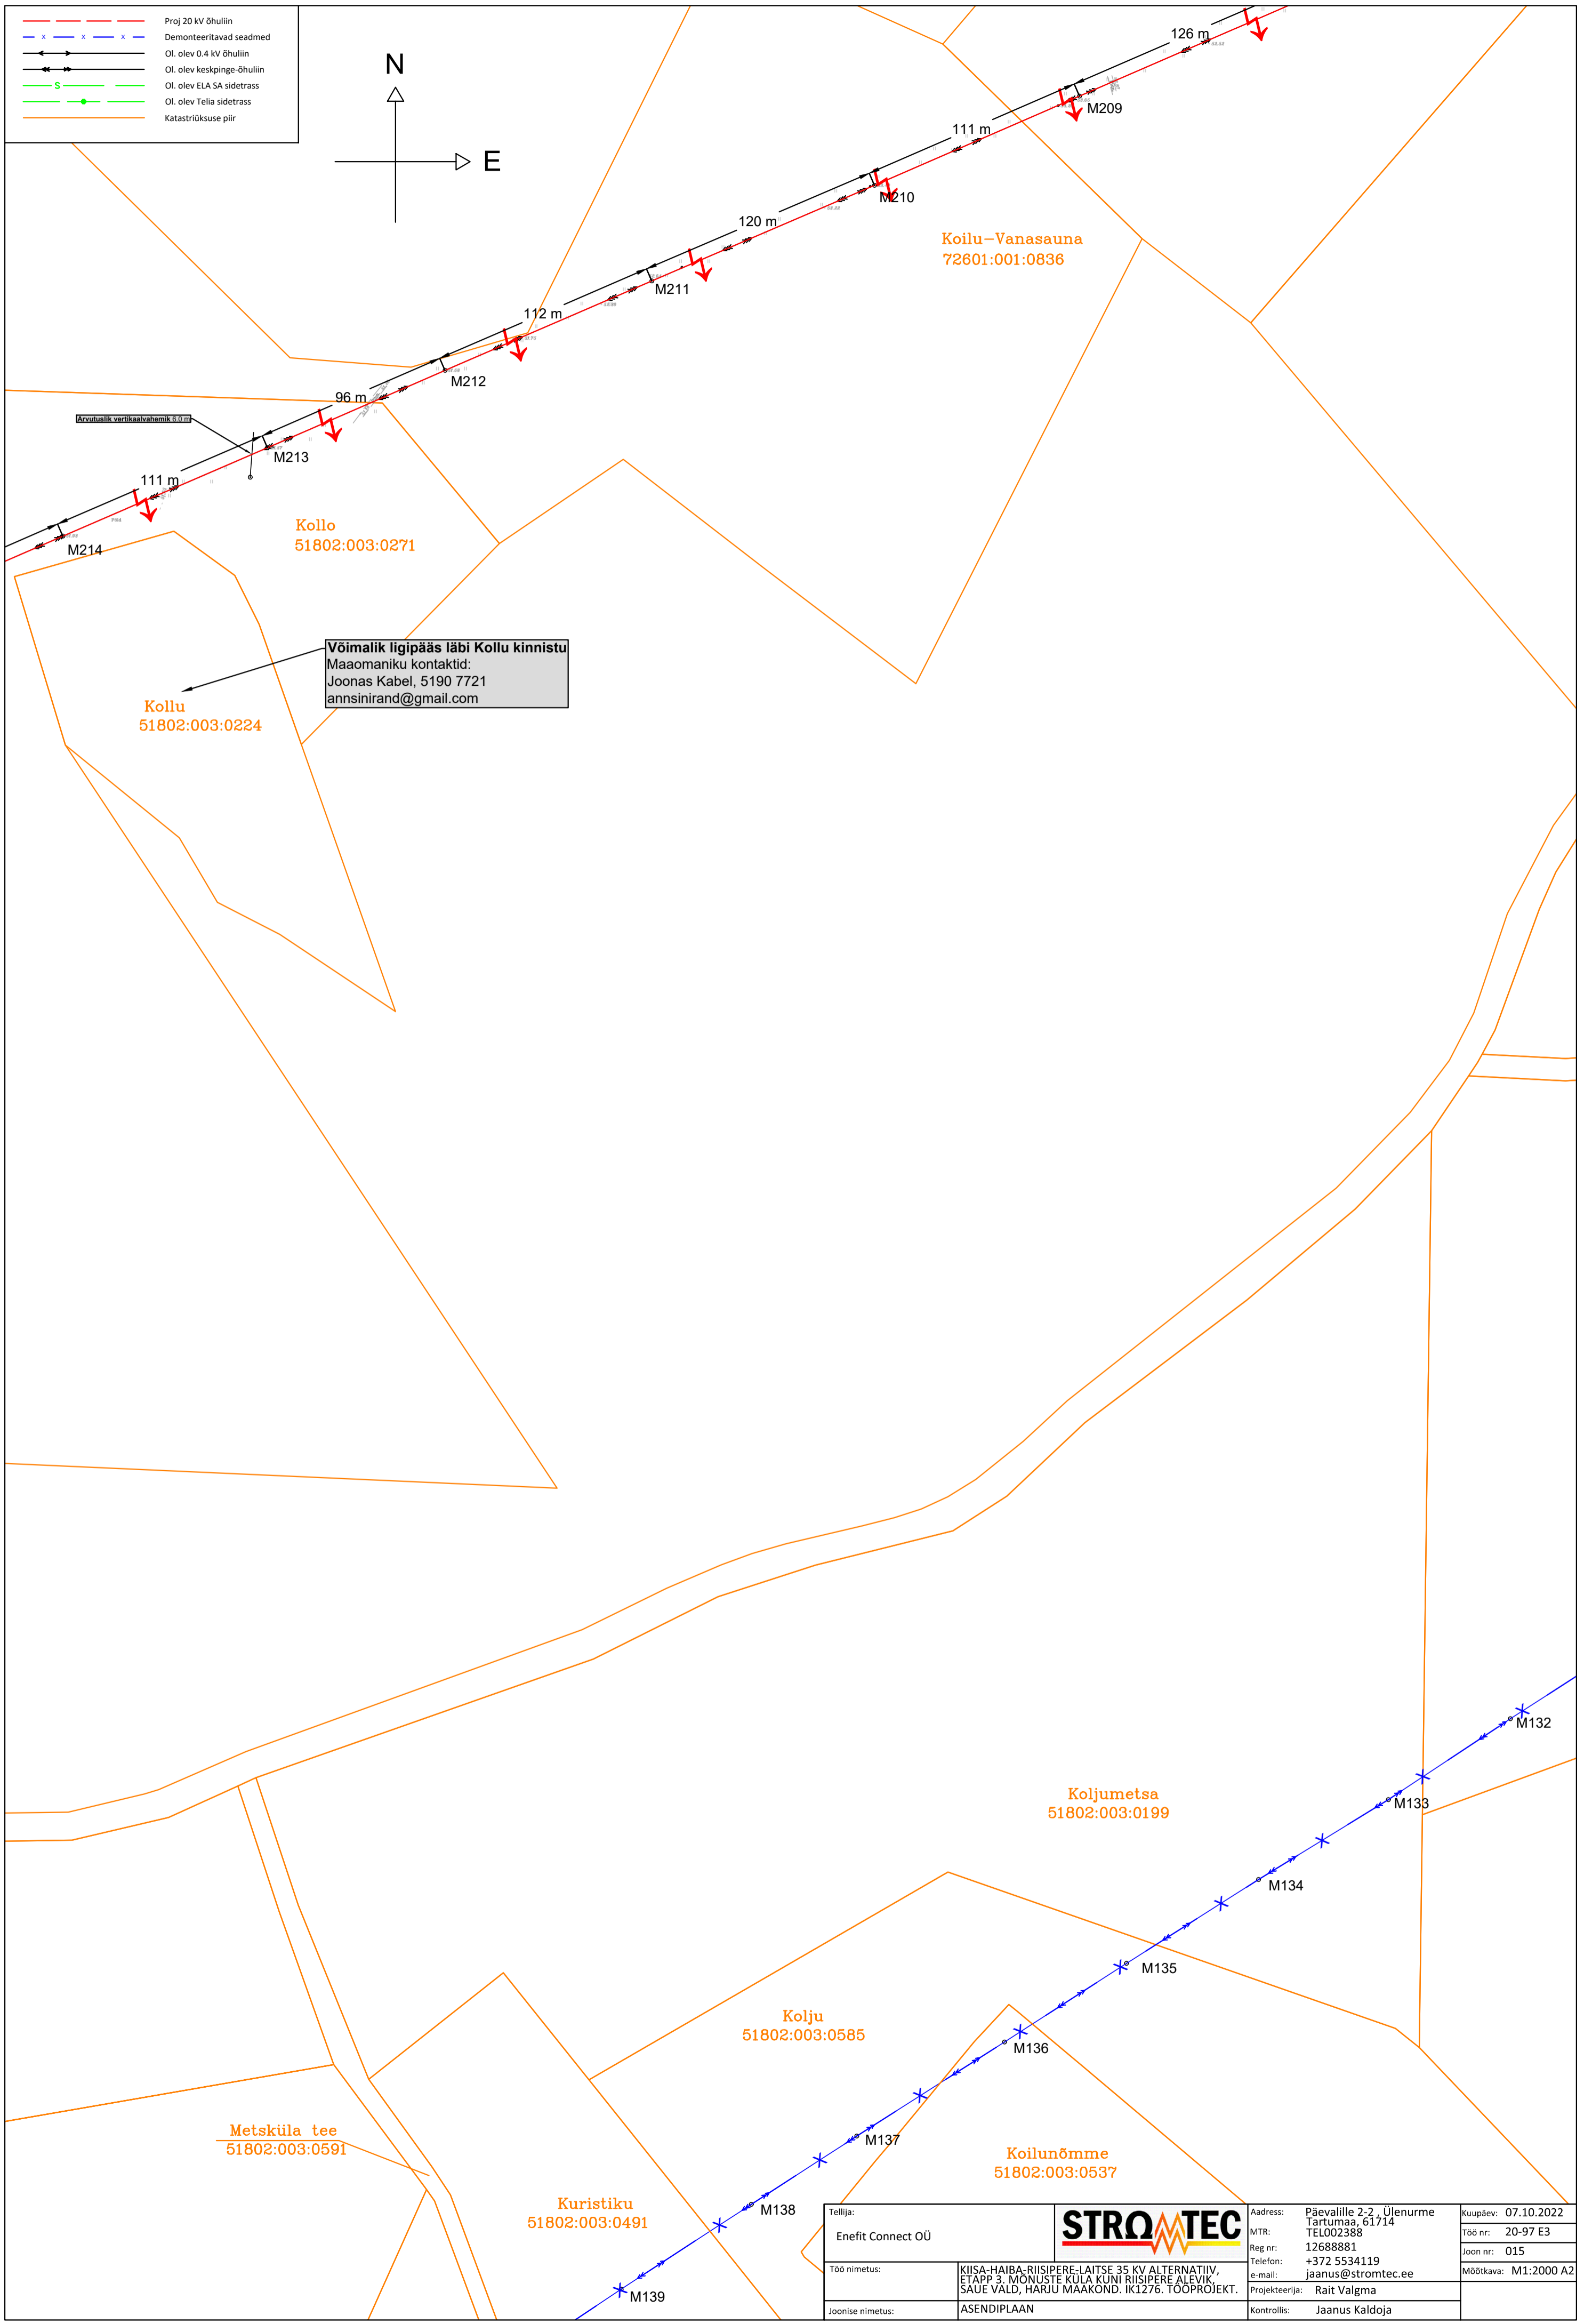 Proj 20 kV õhuliin
Demonteeritavad seadmed
Ol. olev 0.4 kV õhuliin
Ol. olev keskpinge-õhuliin
S
Ol. olev ELA SA sidetrass
Ol. olev Telia sidetrass
Katastriüksuse piir
N
E
126 m
M209
111 m
M210
120 m
Koilu-Vanasauna
72601:001:0836
M211
112 m
M212
96 m
Arvutuslik vertikaalvahemik 6.0 m
M213
111 m
M214
Kollo
51802:003:0271
Võimalik ligipääs läbi Kollu kinnistu
Maaomaniku kontaktid:
Joonas Kabel, 5190 7721
annsinirand@gmail.com
Kollu
51802:003:0224
M132
Koljumetsa
51802:003:0199
M133
M134
M135
Kolju
51802:003:0585
M136
Metsküla tee
51802:003:0591
M137
Koilunõmme
51802:003:0537
Kuristiku
51802:003:0491
M138
M139
Tellija:
Enefit Connect OÜ
STROMTEC
Aadress: Päevalille 2-2 , Ülenurme
Tartumaa, 61714
MTR: TEL002388
Reg nr: 12688881
Telefon: +372 5534119
e-mail: jaanus@stromtec.ee
Kuupäev: 07.10.2022
Töö nr: 20-97 E3
Joon nr: 015
Mõõtkava: M1:2000 A2
Töö nimetus:
KIISA-HAIBA-RIISIPERE-LAITSE 35 KV ALTERNATIIV,
ETAPP 3. MÕNUSTE KÜLA KUNI RIISIPERE ALEVIK,
SAUE VALD, HARJU MAAKOND. IK1276. TÖÖPROJEKT.
Projekteerija: Rait Valgma
Joonise nimetus: ASENDIPLAAN
Kontrollis: Jaanus Kaldoja